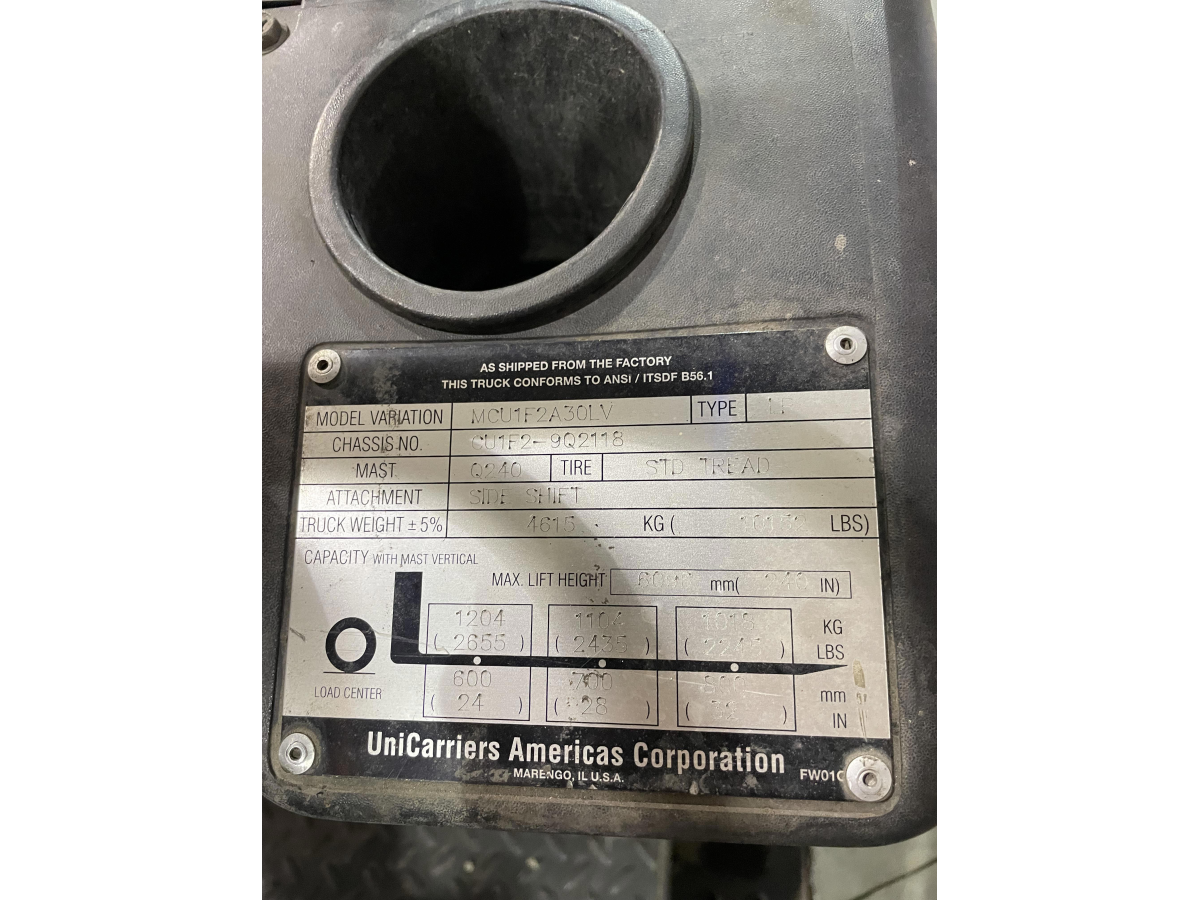 AS SHIPPED FROM THE FACTORY
THIS TRUCK CONFORMS TO ANSI / ITSDF B56.1
MODEL VARIATION MCU1F2A30LV TYPE
CHASSIS NO. CU1F2-9Q2118
MAST Q240 TIRE STD TREAD
ATTACHMENT SIDE SHIFT
TRUCK WEIGHT ± 5% 4615 KG ( LBS)
CAPACITY WITH MAST VERTICAL
MAX. LIFT HEIGHT mm( IN)
1204 1104 KG
( 2655 ) ( 2435 ) ( ) LBS
600 700 mm
LOAD CENTER ( 24 ) ( 28 ) ( ) IN
UniCarriers Americas Corporation
MARENGO, IL U.S.A.